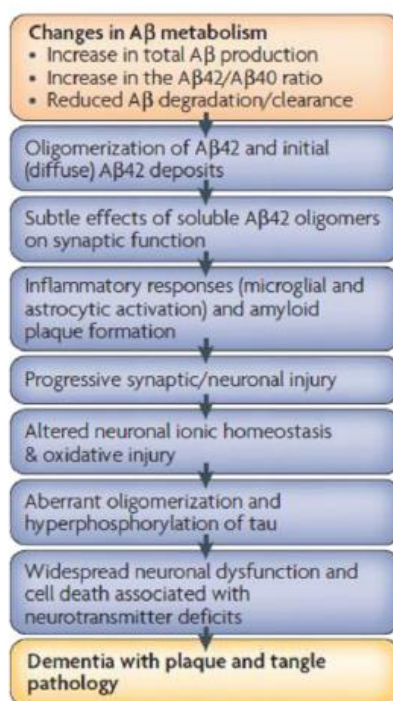 Changes in Aβ metabolism
• Increase in total Aβ production
• Increase in the Aβ42/Aβ40 ratio
• Reduced Aβ degradation/clearance
Oligomerization of Aβ42 and initial
(diffuse) Aβ42 deposits
Subtle effects of soluble Aβ42 oligomers
on synaptic function
Inflammatory responses (microglial and
astrocytic activation) and amyloid
plaque formation
Progressive synaptic/neuronal injury
Altered neuronal ionic homeostasis
& oxidative injury
Aberrant oligomerization and
hyperphosphorylation of tau
Widespread neuronal dysfunction and
cell death associated with
neurotransmitter deficits
Dementia with plaque and tangle
pathology